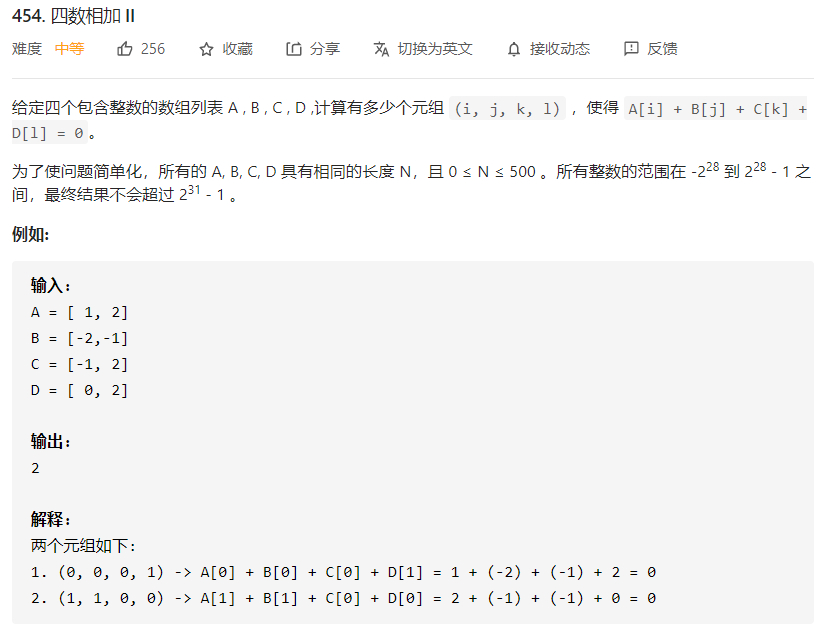 454. 四数相加 II
难度 中等 256 收藏 分享 切换为英文 接收动态 反馈
给定四个包含整数的数组列表 A , B , C , D ,计算有多少个元组 (i, j, k, l) ，使得 A[i] + B[j] + C[k] +
D[l] = 0。
为了使问题简单化，所有的 A, B, C, D 具有相同的长度 N，且 0 ≤ N ≤ 500 。所有整数的范围在 -2²⁸ 到 2²⁸ - 1 之
间，最终结果不会超过 2³¹ - 1 。
例如:
输入:
A = [ 1, 2]
B = [-2,-1]
C = [-1, 2]
D = [ 0, 2]
输出:
2
解释:
两个元组如下:
1. (0, 0, 0, 1) -> A[0] + B[0] + C[0] + D[1] = 1 + (-2) + (-1) + 2 = 0
2. (1, 1, 0, 0) -> A[1] + B[1] + C[0] + D[0] = 2 + (-1) + (-1) + 0 = 0